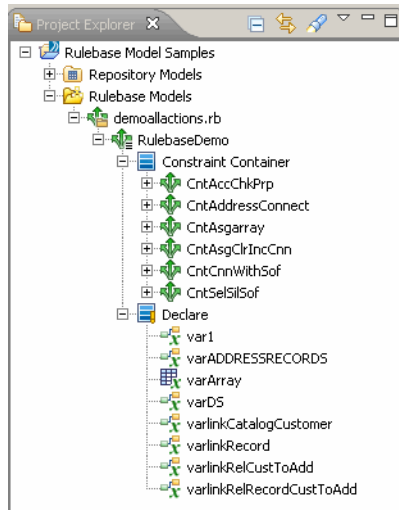 Project Explorer
Rulebase Model Samples
Repository Models
Rulebase Models
demoallactions.rb
RulebaseDemo
Constraint Container
CntAccChkPrp
CntAddressConnect
CntAsgarray
CntAsgClrIncCnn
CntCnnWithSof
CntSelSilSof
Declare
var1
varADDRESSRECORDS
varArray
varDS
varlinkCatalogCustomer
varlinkRecord
varlinkRelCustToAdd
varlinkRelRecordCustToAdd